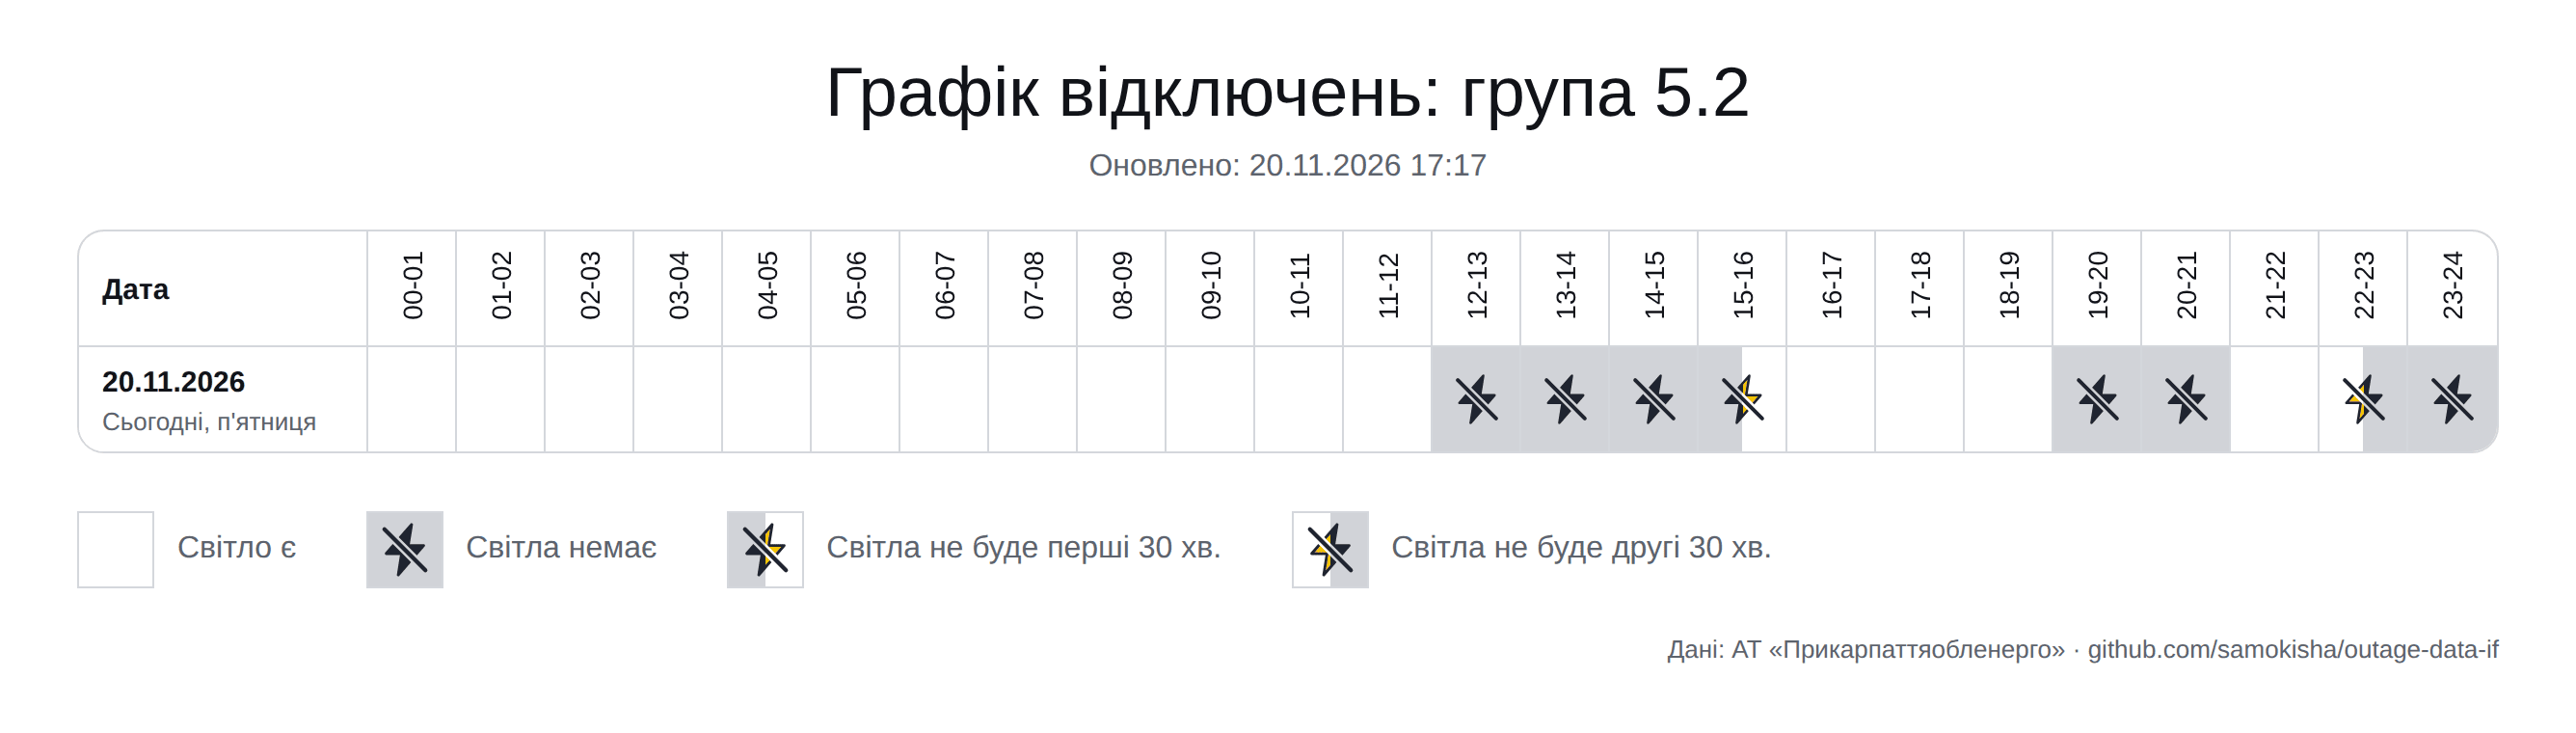 Графік відключень: група 5.2
Оновлено: 20.11.2026 17:17
Дата 00-01 01-02 02-03 03-04 04-05 05-06 06-07 07-08 08-09 09-10 10-11 11-12 12-13 13-14 14-15 15-16 16-17 17-18 18-19 19-20 20-21 21-22 22-23 23-24
20.11.2026
Сьогодні, п'ятниця
Світло є Світла немає Світла не буде перші 30 хв. Світла не буде другі 30 хв.
Дані: АТ «Прикарпаттяобленерго» · github.com/samokisha/outage-data-if